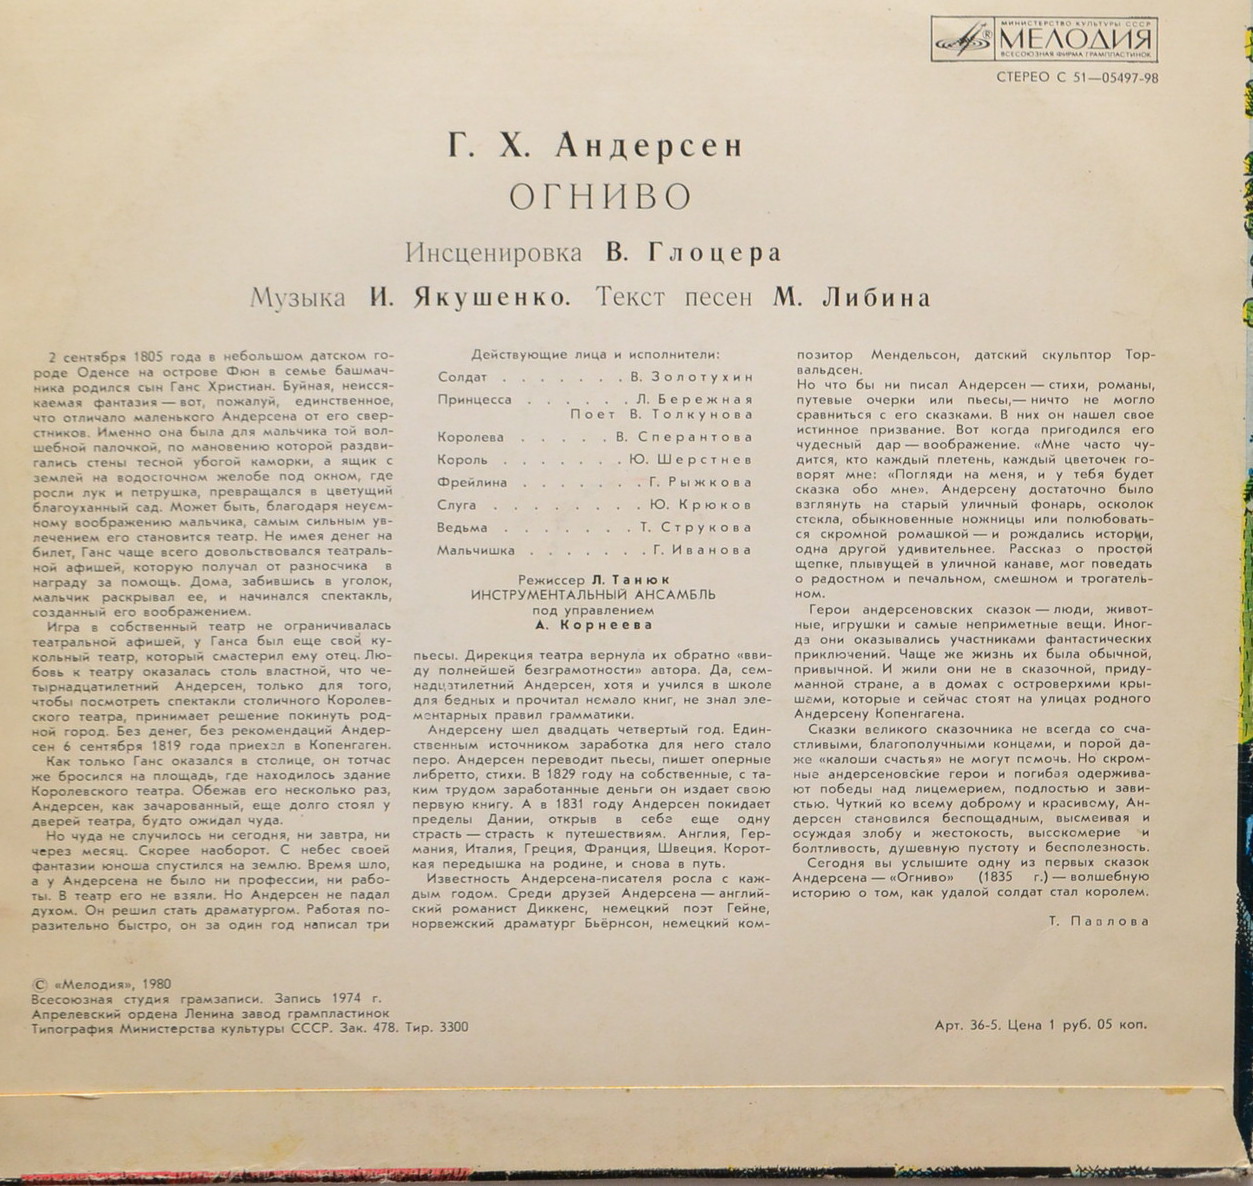 МИНИСТЕРСТВО КУЛЬТУРЫ СССР
МЕЛОДИЯ
ВСЕСОЮЗНАЯ ФИРМА ГРАМПЛАСТИНОК
СТЕРЕО С 51—05497-98
Г. Х. Андерсен
ОГНИВО
Инсценировка В. Глоцера
Музыка И. Якушенко. Текст песен М. Либина
2 сентября 1805 года в небольшом датском го-
роде Оденсе на острове Фюн в семье башмач-
ника родился сын Ганс Христиан. Буйная, неисся-
каемая фантазия — вот, пожалуй, единственное,
что отличало маленького Андерсена от его свер-
стников. Именно она была для мальчика той вол-
шебной палочкой, по мановению которой раздви-
гались стены тесной убогой каморки, а ящик с
землей на водосточном желобе под окном, где
росли лук и петрушка, превращался в цветущий
благоуханный сад. Может быть, благодаря неуем-
ному воображению мальчика, самым сильным ув-
лечением его становится театр. Не имея денег на
билет, Ганс чаще всего довольствовался театраль-
ной афишей, которую получал от разносчика в
награду за помощь. Дома, забившись в уголок,
мальчик раскрывал ее, и начинался спектакль,
созданный его воображением.
Игра в собственный театр не ограничивалась
театральной афишей, у Ганса был еще свой ку-
кольный театр, который смастерил ему отец. Лю-
бовь к театру оказалась столь властной, что че-
тырнадцатилетний Андерсен, только для того,
чтобы посмотреть спектакли столичного Королев-
ского театра, принимает решение покинуть род-
ной город. Без денег, без рекомендаций Андер-
сен 6 сентября 1819 года приехал в Копенгаген.
Как только Ганс оказался в столице, он тотчас
же бросился на площадь, где находилось здание
Королевского театра. Обежав его несколько раз,
Андерсен, как зачарованный, еще долго стоял у
дверей театра, будто ожидал чуда.
Но чуда не случилось ни сегодня, ни завтра, ни
через месяц. Скорее наоборот. С небес своей
фантазии юноша спустился на землю. Время шло,
а у Андерсена не было ни профессии, ни рабо-
ты. В театр его не взяли. Но Андерсен не падал
духом. Он решил стать драматургом. Работая по-
разительно быстро, он за один год написал три
Действующие лица и исполнители:
Солдат . . . . . . . В. Золотухин
Принцесса . . . . . . Л. Бережная
Поет В. Толкунова
Королева . . . . . В. Сперантова
Король . . . . . . . Ю. Шерстнев
Фрейлина . . . . . . . Г. Рыжкова
Слуга . . . . . . . . Ю. Крюков
Ведьма . . . . . . . Т. Струкова
Мальчишка . . . . . . . Г. Иванова
Режиссер Л. Танюк
ИНСТРУМЕНТАЛЬНЫЙ АНСАМБЛЬ
под управлением
А. Корнеева
пьесы. Дирекция театра вернула их обратно «вви-
ду полнейшей безграмотности» автора. Да, сем-
надцатилетний Андерсен, хотя и учился в школе
для бедных и прочитал немало книг, не знал эле-
ментарных правил грамматики.
Андерсену шел двадцать четвертый год. Един-
ственным источником заработка для него стало
перо. Андерсен переводит пьесы, пишет оперные
либретто, стихи. В 1829 году на собственные, с та-
ким трудом заработанные деньги он издает свою
первую книгу. А в 1831 году Андерсен покидает
пределы Дании, открыв в себе еще одну
страсть — страсть к путешествиям. Англия, Гер-
мания, Италия, Греция, Франция, Швеция. Корот-
кая передышка на родине, и снова в путь.
Известность Андерсена-писателя росла с каж-
дым годом. Среди друзей Андерсена — англий-
ский романист Диккенс, немецкий поэт Гейне,
норвежский драматург Бьёрнсон, немецкий ком-
позитор Мендельсон, датский скульптор Тор-
вальдсен.
Но что бы ни писал Андерсен — стихи, романы,
путевые очерки или пьесы,— ничто не могло
сравниться с его сказками. В них он нашел свое
истинное призвание. Вот когда пригодился его
чудесный дар — воображение. «Мне часто чу-
дится, кто каждый плетень, каждый цветочек го-
ворят мне: «Погляди на меня, и у тебя будет
сказка обо мне». Андерсену достаточно было
взглянуть на старый уличный фонарь, осколок
стекла, обыкновенные ножницы или полюбовать-
ся скромной ромашкой — и рождались истории,
одна другой удивительнее. Рассказ о простой
щепке, плывущей в уличной канаве, мог поведать
о радостном и печальном, смешном и трогатель-
ном.
Герои андерсеновских сказок — люди, живот-
ные, игрушки и самые неприметные вещи. Иног-
да они оказывались участниками фантастических
приключений. Чаще же жизнь их была обычной,
привычной. И жили они не в сказочной, приду-
манной стране, а в домах с островерхими кры-
шами, которые и сейчас стоят на улицах родного
Андерсену Копенгагена.
Сказки великого сказочника не всегда со сча-
стливыми, благополучными концами, и порой да-
же «калоши счастья» не могут помочь. Но скром-
ные андерсеновские герои и погибая одержива-
ют победы над лицемерием, подлостью и зави-
стью. Чуткий ко всему доброму и красивому, Ан-
дерсен становился беспощадным, высмеивая и
осуждая злобу и жестокость, высокомерие и
болтливость, душевную пустоту и бесполезность.
Сегодня вы услышите одну из первых сказок
Андерсена — «Огниво» (1835 г.) — волшебную
историю о том, как удалой солдат стал королем.
Т. Павлова
© «Мелодия», 1980
Всесоюзная студия грамзаписи. Запись 1974 г.
Апрелевский ордена Ленина завод грампластинок
Типография Министерства культуры СССР. Зак. 478. Тир. 3300
Арт. 36-5. Цена 1 руб. 05 коп.